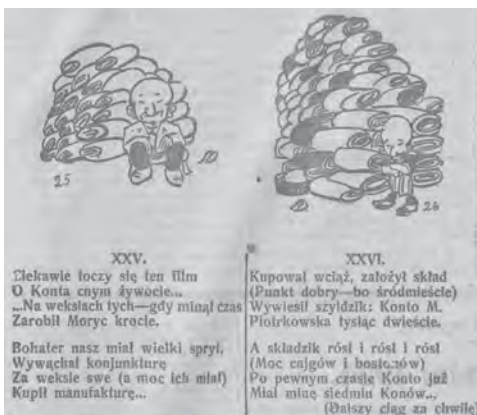 25
26
XXV.
Ciekawie toczy się ten film
O Konta cnym żywocie...
...Na wekslach tych—gdy minął czas
Zarobił Moryc krocie.
Bohater nasz miał wielki spryt,
Wywąchał konjunkturę
Za weksle swe (a moc ich miał)
Kupił manufakturę...
XXVI.
Kupował wciąż, założył skład
(Punkt dobry—bo śródmieście)
Wywiesił szyldzik: Konto M.
Piotrkowska tysiąc dwieście.
A składzik rósł i rósł i rósł
(Moc cajgów i bostonów)
Po pewnym czasie Konto już
Miał minę siedmiu Konów...
(Dalszy ciąg za chwilę)